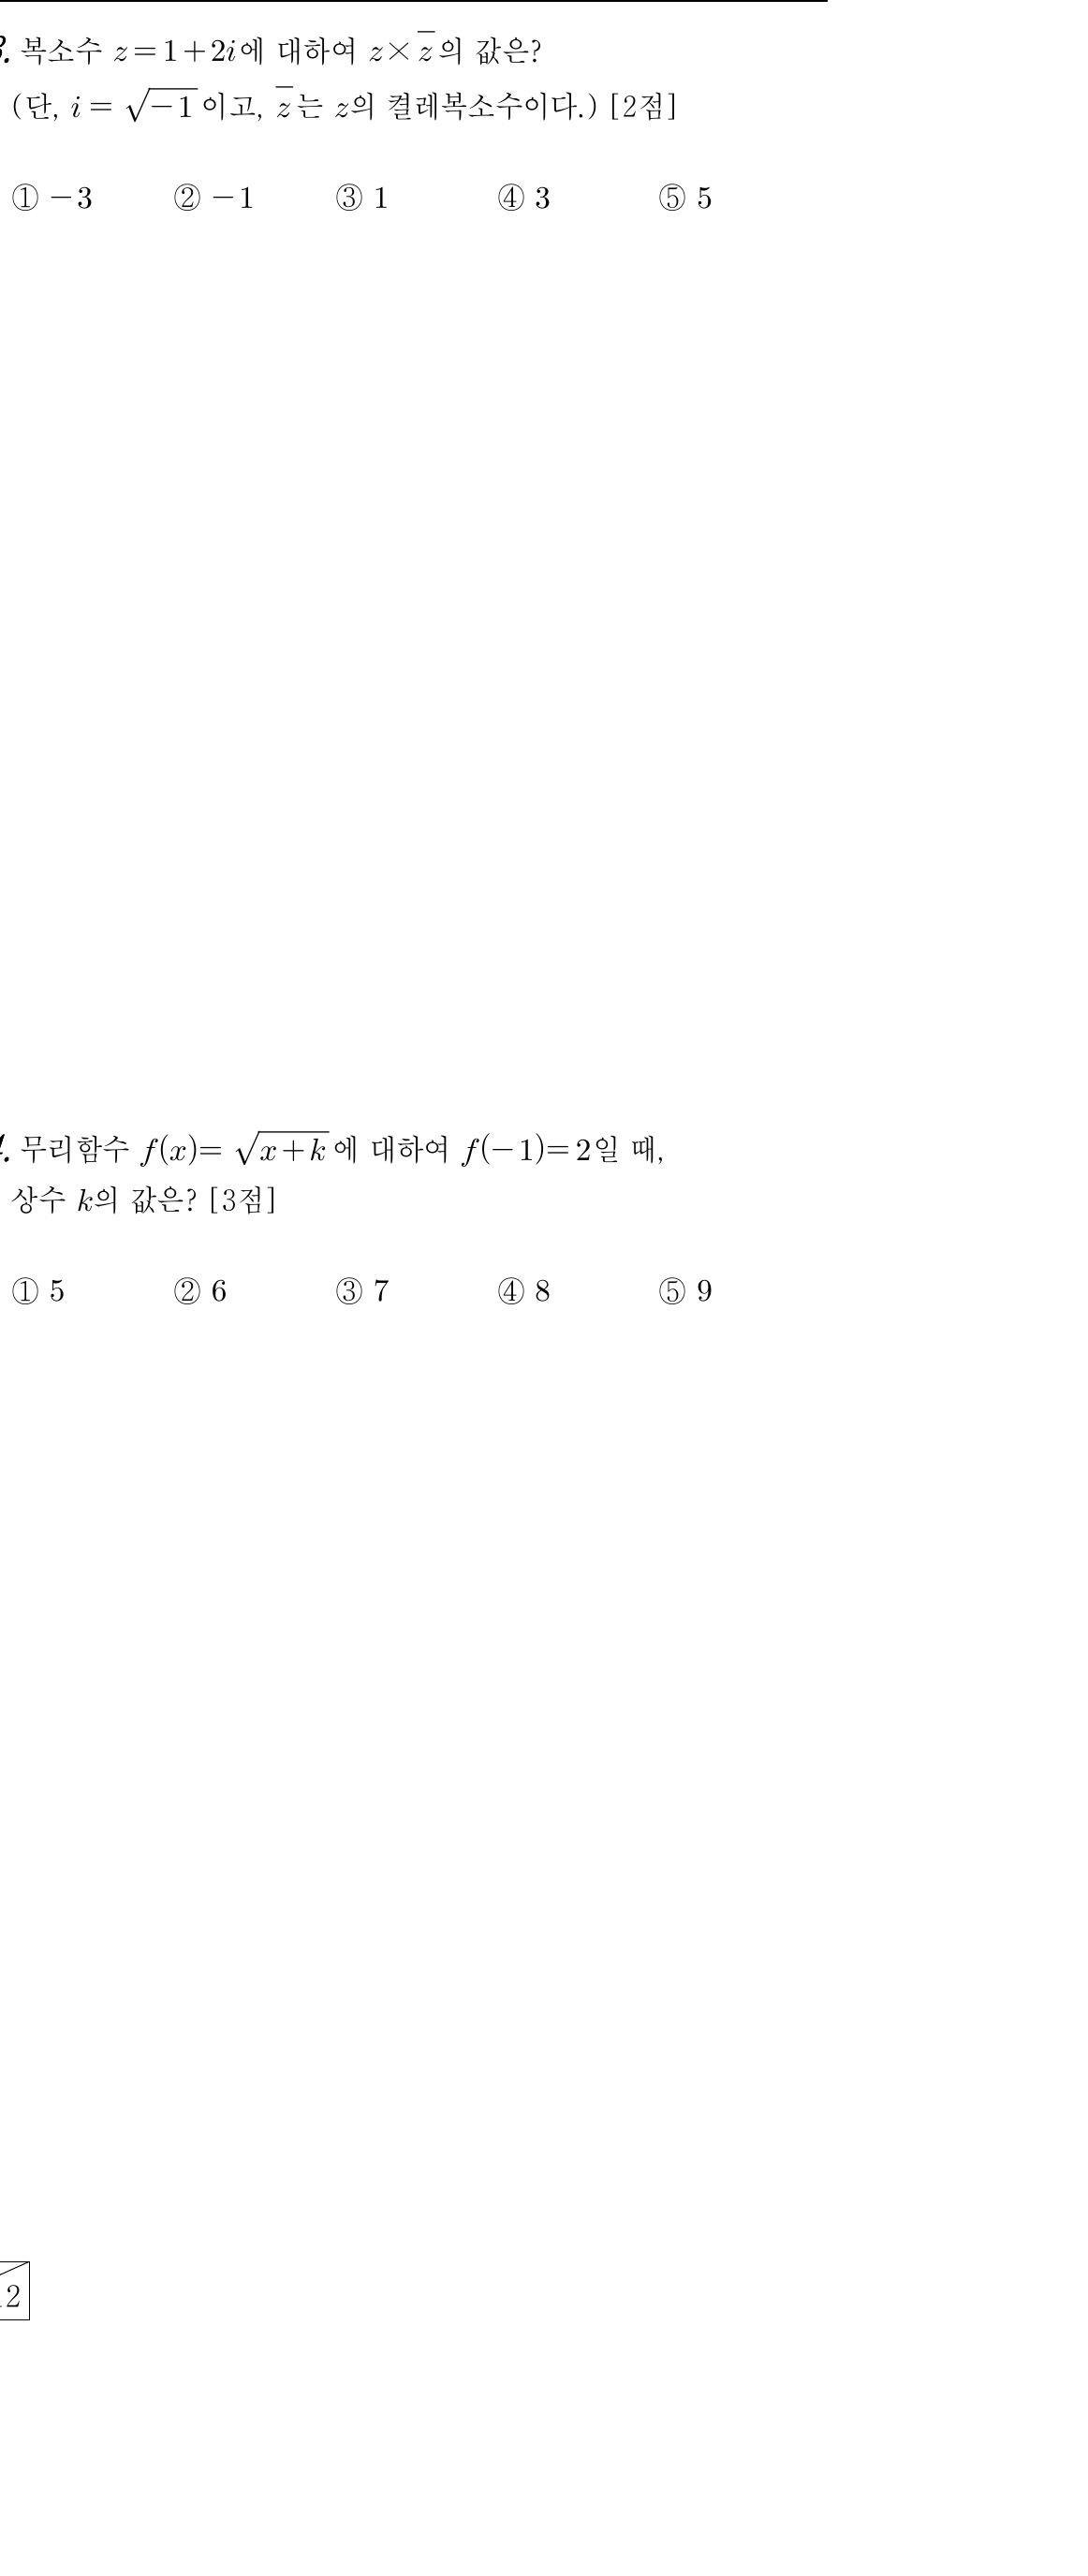 3. 복소수 z=1+2i에 대하여 z×z̅의 값은?
(단, i=√-1이고, z̅는 z의 켤레복소수이다.) [2점]
① -3 ② -1 ③ 1 ④ 3 ⑤ 5
. 무리함수 f(x)=√x+k에 대하여 f(-1)=2일 때,
상수 k의 값은? [3점]
① 5 ② 6 ③ 7 ④ 8 ⑤ 9
2